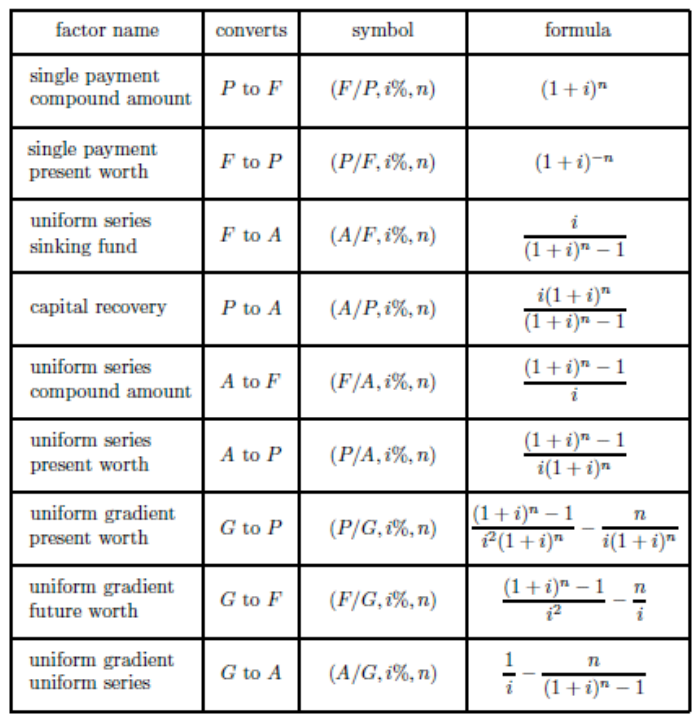 factor name converts symbol formula
single payment
compound amount P to F (F/P, i%, n) (1 + i)^n
single payment
present worth F to P (P/F, i%, n) (1 + i)^{-n}
uniform series
sinking fund F to A (A/F, i%, n) \frac{i}{(1 + i)^n - 1}
capital recovery P to A (A/P, i%, n) \frac{i(1 + i)^n}{(1 + i)^n - 1}
uniform series
compound amount A to F (F/A, i%, n) \frac{(1 + i)^n - 1}{i}
uniform series
present worth A to P (P/A, i%, n) \frac{(1 + i)^n - 1}{i(1 + i)^n}
uniform gradient
present worth G to P (P/G, i%, n) \frac{(1 + i)^n - 1}{i^2(1 + i)^n} - \frac{n}{i(1 + i)^n}
uniform gradient
future worth G to F (F/G, i%, n) \frac{(1 + i)^n - 1}{i^2} - \frac{n}{i}
uniform gradient
uniform series G to A (A/G, i%, n) \frac{1}{i} - \frac{n}{(1 + i)^n - 1}